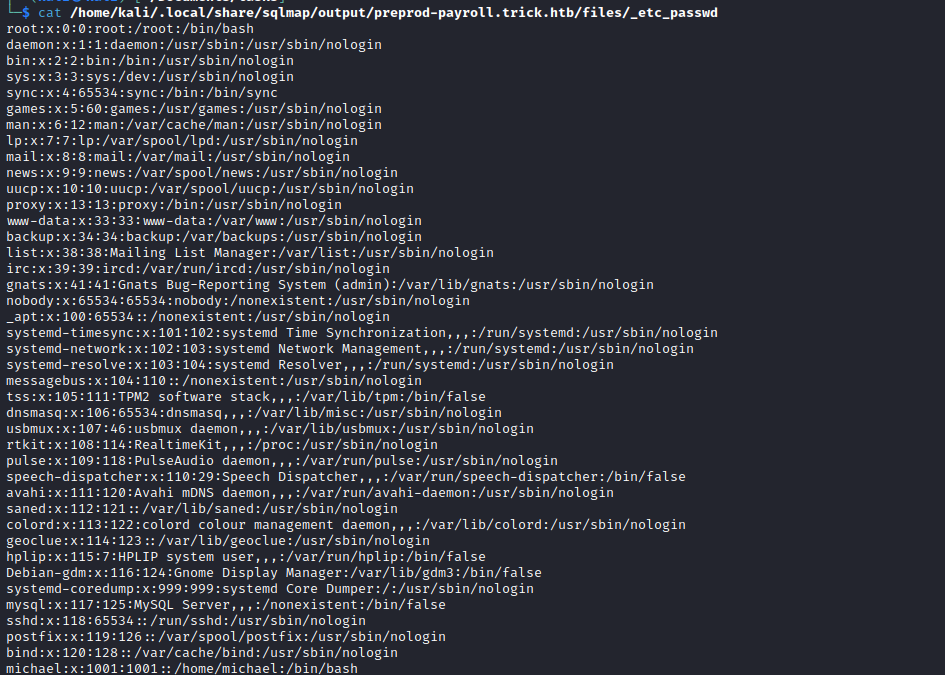 └─$ cat /home/kali/.local/share/sqlmap/output/preprod-payroll.trick.htb/files/_etc_passwd
root:x:0:0:root:/root:/bin/bash
daemon:x:1:1:daemon:/usr/sbin:/usr/sbin/nologin
bin:x:2:2:bin:/bin:/usr/sbin/nologin
sys:x:3:3:sys:/dev:/usr/sbin/nologin
sync:x:4:65534:sync:/bin:/bin/sync
games:x:5:60:games:/usr/games:/usr/sbin/nologin
man:x:6:12:man:/var/cache/man:/usr/sbin/nologin
lp:x:7:7:lp:/var/spool/lpd:/usr/sbin/nologin
mail:x:8:8:mail:/var/mail:/usr/sbin/nologin
news:x:9:9:news:/var/spool/news:/usr/sbin/nologin
uucp:x:10:10:uucp:/var/spool/uucp:/usr/sbin/nologin
proxy:x:13:13:proxy:/bin:/usr/sbin/nologin
www-data:x:33:33:www-data:/var/www:/usr/sbin/nologin
backup:x:34:34:backup:/var/backups:/usr/sbin/nologin
list:x:38:38:Mailing List Manager:/var/list:/usr/sbin/nologin
irc:x:39:39:ircd:/var/run/ircd:/usr/sbin/nologin
gnats:x:41:41:Gnats Bug-Reporting System (admin):/var/lib/gnats:/usr/sbin/nologin
nobody:x:65534:65534:nobody:/nonexistent:/usr/sbin/nologin
_apt:x:100:65534::/nonexistent:/usr/sbin/nologin
systemd-timesync:x:101:102:systemd Time Synchronization,,,:/run/systemd:/usr/sbin/nologin
systemd-network:x:102:103:systemd Network Management,,,:/run/systemd:/usr/sbin/nologin
systemd-resolve:x:103:104:systemd Resolver,,,:/run/systemd:/usr/sbin/nologin
messagebus:x:104:110::/nonexistent:/usr/sbin/nologin
tss:x:105:111:TPM2 software stack,,,:/var/lib/tpm:/bin/false
dnsmasq:x:106:65534:dnsmasq,,,:/var/lib/misc:/usr/sbin/nologin
usbmux:x:107:46:usbmux daemon,,,:/var/lib/usbmux:/usr/sbin/nologin
rtkit:x:108:114:RealtimeKit,,,:/proc:/usr/sbin/nologin
pulse:x:109:118:PulseAudio daemon,,,:/var/run/pulse:/usr/sbin/nologin
speech-dispatcher:x:110:29:Speech Dispatcher,,,:/var/run/speech-dispatcher:/bin/false
avahi:x:111:120:Avahi mDNS daemon,,,:/var/run/avahi-daemon:/usr/sbin/nologin
saned:x:112:121::/var/lib/saned:/usr/sbin/nologin
colord:x:113:122:colord colour management daemon,,,:/var/lib/colord:/usr/sbin/nologin
geoclue:x:114:123::/var/lib/geoclue:/usr/sbin/nologin
hplip:x:115:7:HPLIP system user,,,:/var/run/hplip:/bin/false
Debian-gdm:x:116:124:Gnome Display Manager:/var/lib/gdm3:/bin/false
systemd-coredump:x:999:999:systemd Core Dumper:/:/usr/sbin/nologin
mysql:x:117:125:MySQL Server,,,:/nonexistent:/bin/false
sshd:x:118:65534::/run/sshd:/usr/sbin/nologin
postfix:x:119:126::/var/spool/postfix:/usr/sbin/nologin
bind:x:120:128::/var/cache/bind:/usr/sbin/nologin
michael:x:1001:1001::/home/michael:/bin/bash